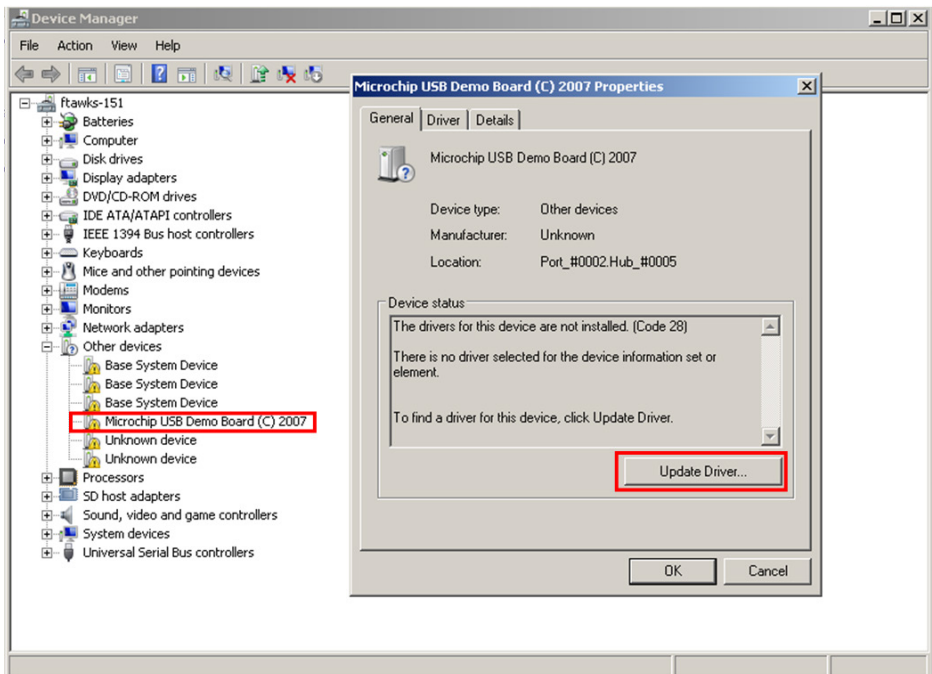 Device Manager
File Action View Help
ftawks-151
Batteries
Computer
Disk drives
Display adapters
DVD/CD-ROM drives
IDE ATA/ATAPI controllers
IEEE 1394 Bus host controllers
Keyboards
Mice and other pointing devices
Modems
Monitors
Network adapters
Other devices
Base System Device
Base System Device
Base System Device
Microchip USB Demo Board (C) 2007
Unknown device
Unknown device
Processors
SD host adapters
Sound, video and game controllers
System devices
Universal Serial Bus controllers
Microchip USB Demo Board (C) 2007 Properties
General Driver Details
Microchip USB Demo Board (C) 2007
Device type: Other devices
Manufacturer: Unknown
Location: Port_#0002.Hub_#0005
Device status
The drivers for this device are not installed. (Code 28)
There is no driver selected for the device information set or
element.
To find a driver for this device, click Update Driver.
Update Driver...
OK Cancel